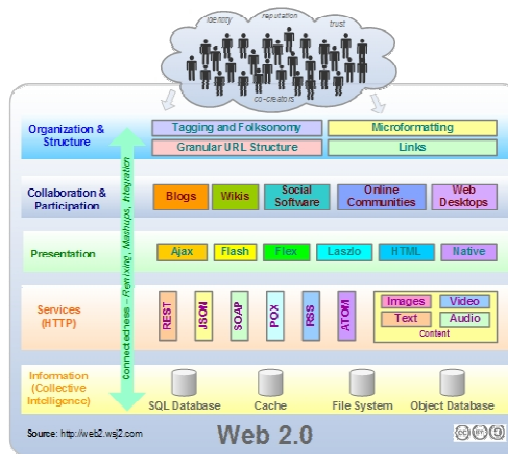 identity
reputation
trust
co-creators
Organization &
Structure
Tagging and Folksonomy
Microformatting
Granular URL Structure
Links
Collaboration &
Participation
Blogs
Wikis
Social
Software
Online
Communities
Web
Desktops
Presentation
Ajax
Flash
Flex
Laszlo
HTML
Native
Connectedness – Remixing, Mashups, Integration
Services
(HTTP)
REST
JSON
SOAP
POX
RSS
ATOM
Images
Video
Text
Audio
Content
Information
(Collective
Intelligence)
SQL Database
Cache
File System
Object Database
Source: http://web2.wsj2.com
Web 2.0